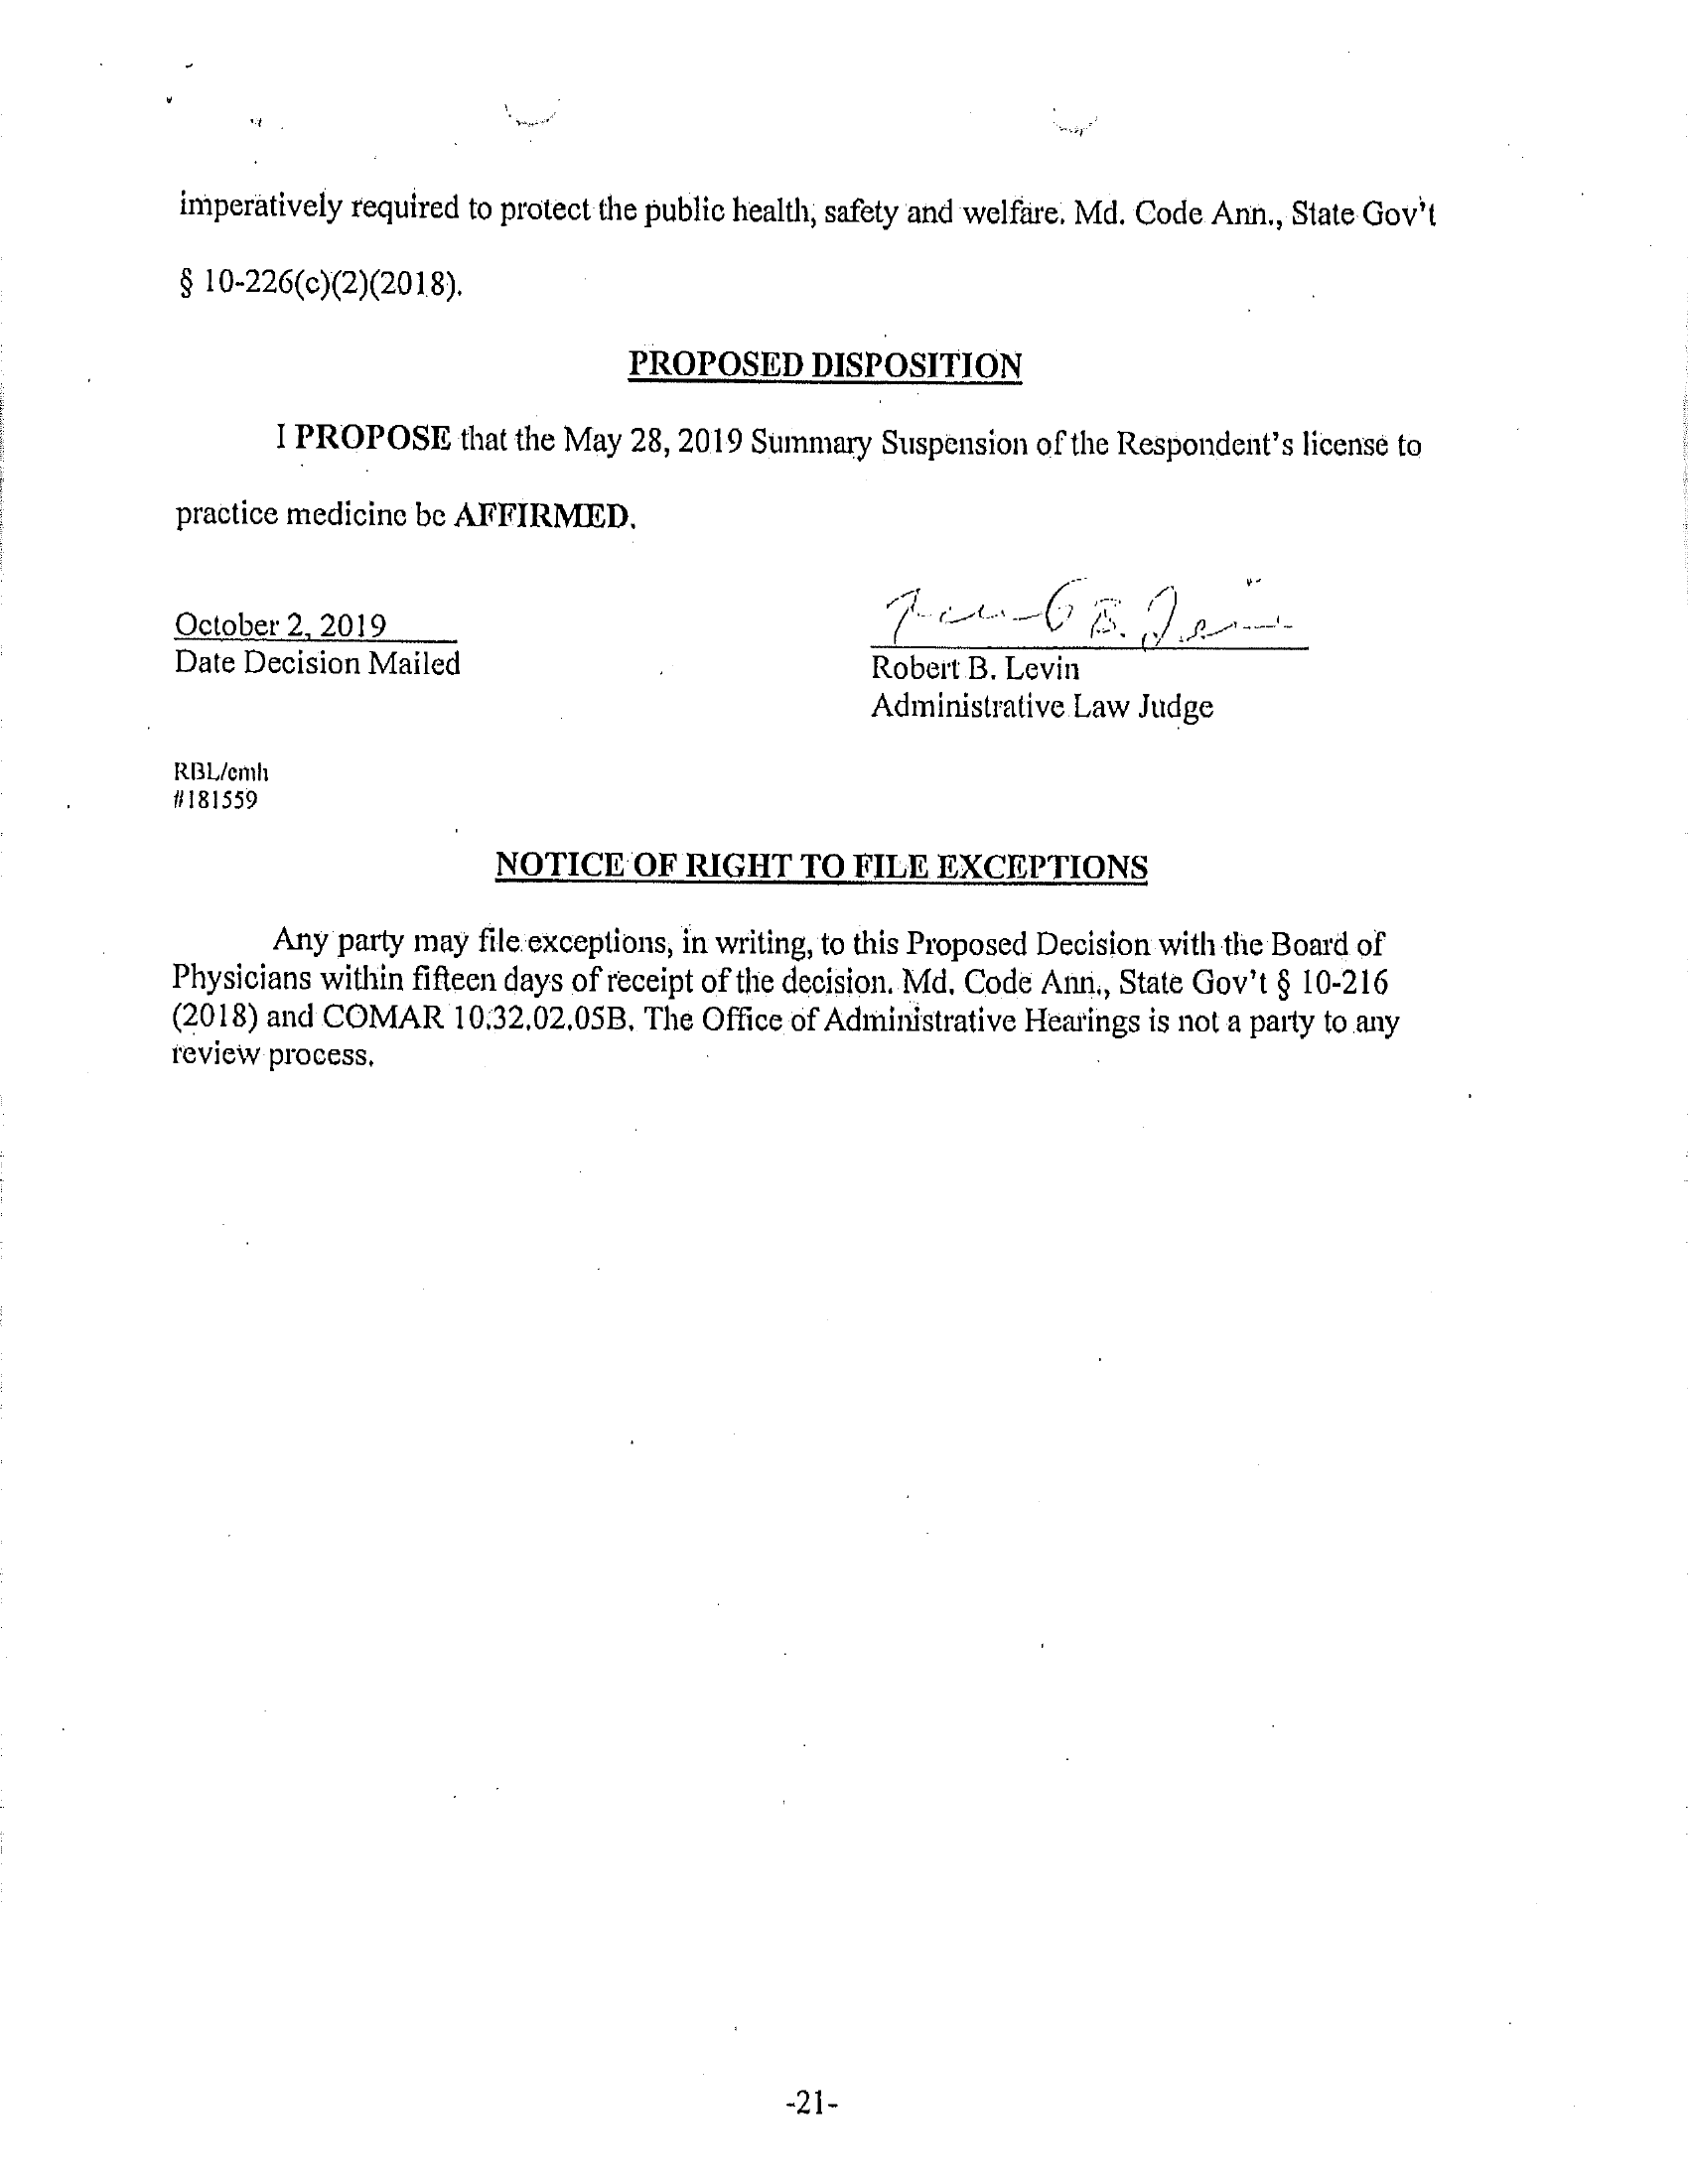 imperatively required to protect the public health, safety and welfare. Md. Code Ann., State Gov't
§ 10-226(c)(2)(2018).
PROPOSED DISPOSITION
I PROPOSE that the May 28, 2019 Summary Suspension of the Respondent's license to
practice medicine be AFFIRMED.
October 2, 2019
Date Decision Mailed
Robert B. Levin
Administrative Law Judge
RBL/cmh
#181559
NOTICE OF RIGHT TO FILE EXCEPTIONS
Any party may file exceptions, in writing, to this Proposed Decision with the Board of
Physicians within fifteen days of receipt of the decision. Md. Code Ann., State Gov't § 10-216
(2018) and COMAR 10.32.02.05B. The Office of Administrative Hearings is not a party to any
review process.
-21-